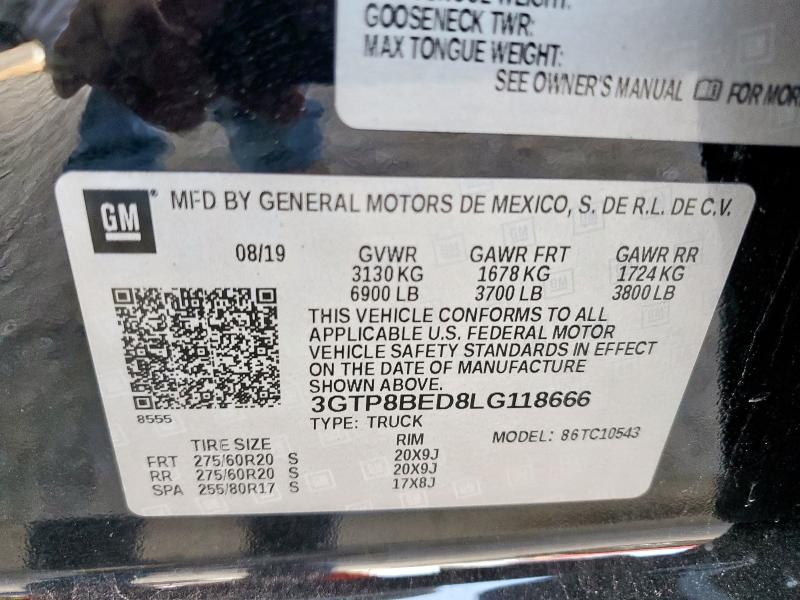 GOOSENECK TWR:
MAX TONGUE WEIGHT:
SEE OWNER'S MANUAL FOR MOR
GM® MFD BY GENERAL MOTORS DE MEXICO, S. DE R.L. DE C.V.
08/19 GVWR GAWR FRT GAWR RR
3130 KG 1678 KG 1724 KG
6900 LB 3700 LB 3800 LB
THIS VEHICLE CONFORMS TO ALL
APPLICABLE U.S. FEDERAL MOTOR
VEHICLE SAFETY STANDARDS IN EFFECT
ON THE DATE OF MANUFACTURE
SHOWN ABOVE.
8555
3GTP8BED8LG118666
TYPE: TRUCK MODEL: 86TC10543
TIRE SIZE RIM
FRT 275/60R20 S 20X9J
RR 275/60R20 S 20X9J
SPA 255/80R17 S 17X8J